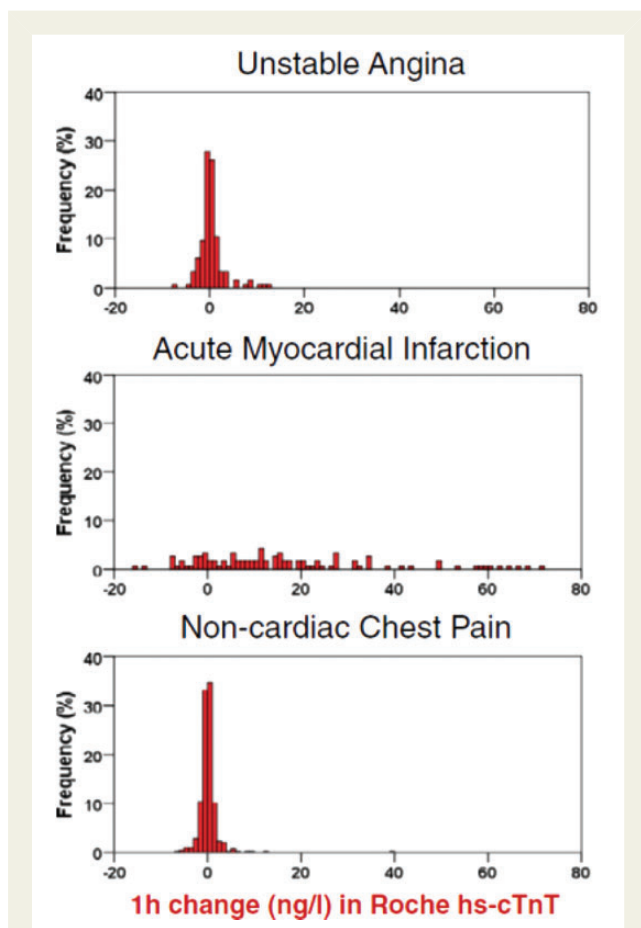 Unstable Angina
Frequency (%)
40
30
20
10
0
-20 0 20 40 60 80
Acute Myocardial Infarction
Frequency (%)
40
30
20
10
0
-20 0 20 40 60 80
Non-cardiac Chest Pain
Frequency (%)
40
30
20
10
0
-20 0 20 40 60 80
1h change (ng/l) in Roche hs-cTnT